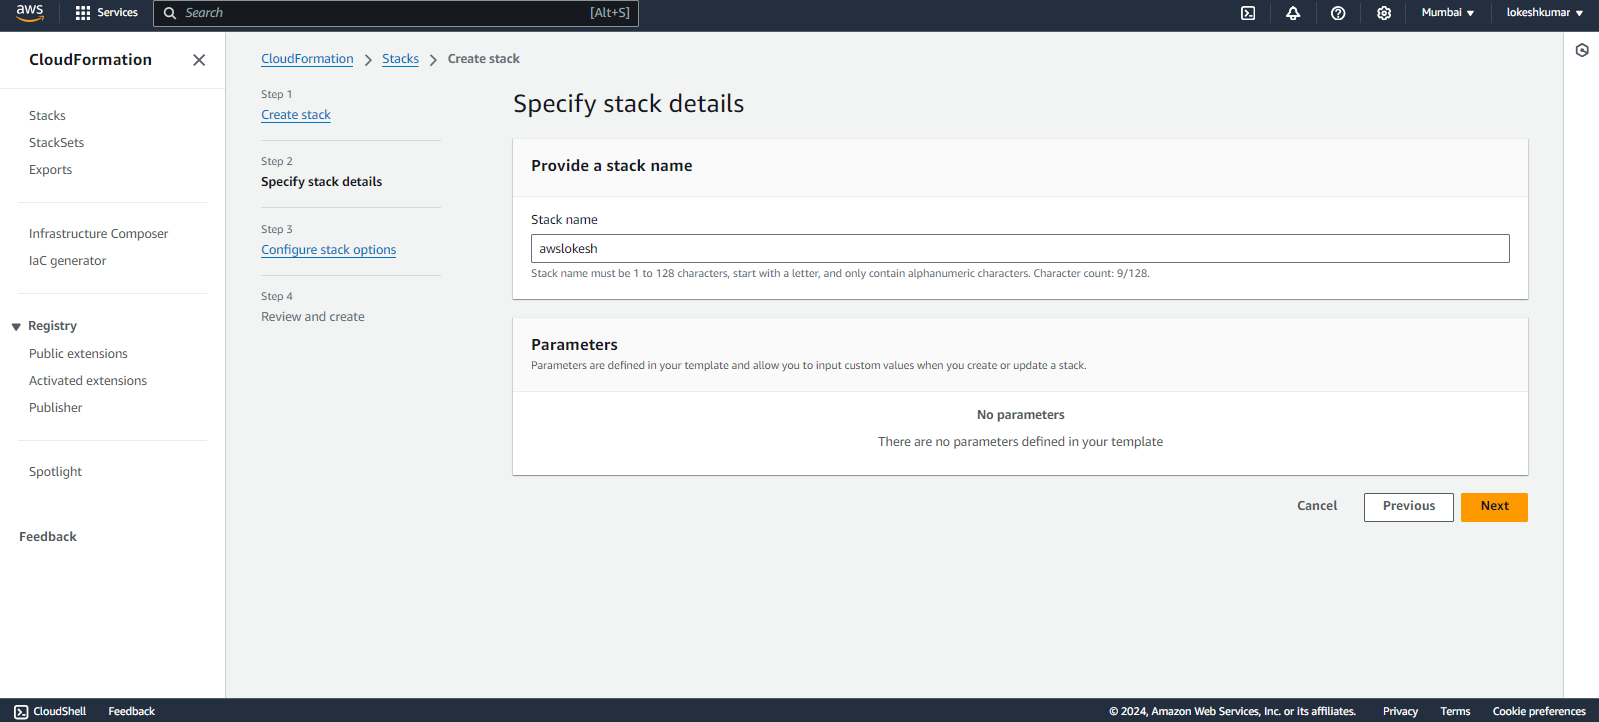 aws
Services
Search
[Alt+S]
Mumbai
lokeshkumar
CloudFormation
Stacks
StackSets
Exports
Infrastructure Composer
IaC generator
Registry
Public extensions
Activated extensions
Publisher
Spotlight
Feedback
CloudFormation
Stacks
Create stack
Step 1
Create stack
Step 2
Specify stack details
Step 3
Configure stack options
Step 4
Review and create
Specify stack details
Provide a stack name
Stack name
awslokesh
Stack name must be 1 to 128 characters, start with a letter, and only contain alphanumeric characters. Character count: 9/128.
Parameters
Parameters are defined in your template and allow you to input custom values when you create or update a stack.
No parameters
There are no parameters defined in your template
Cancel
Previous
Next
CloudShell
Feedback
© 2024, Amazon Web Services, Inc. or its affiliates.
Privacy
Terms
Cookie preferences